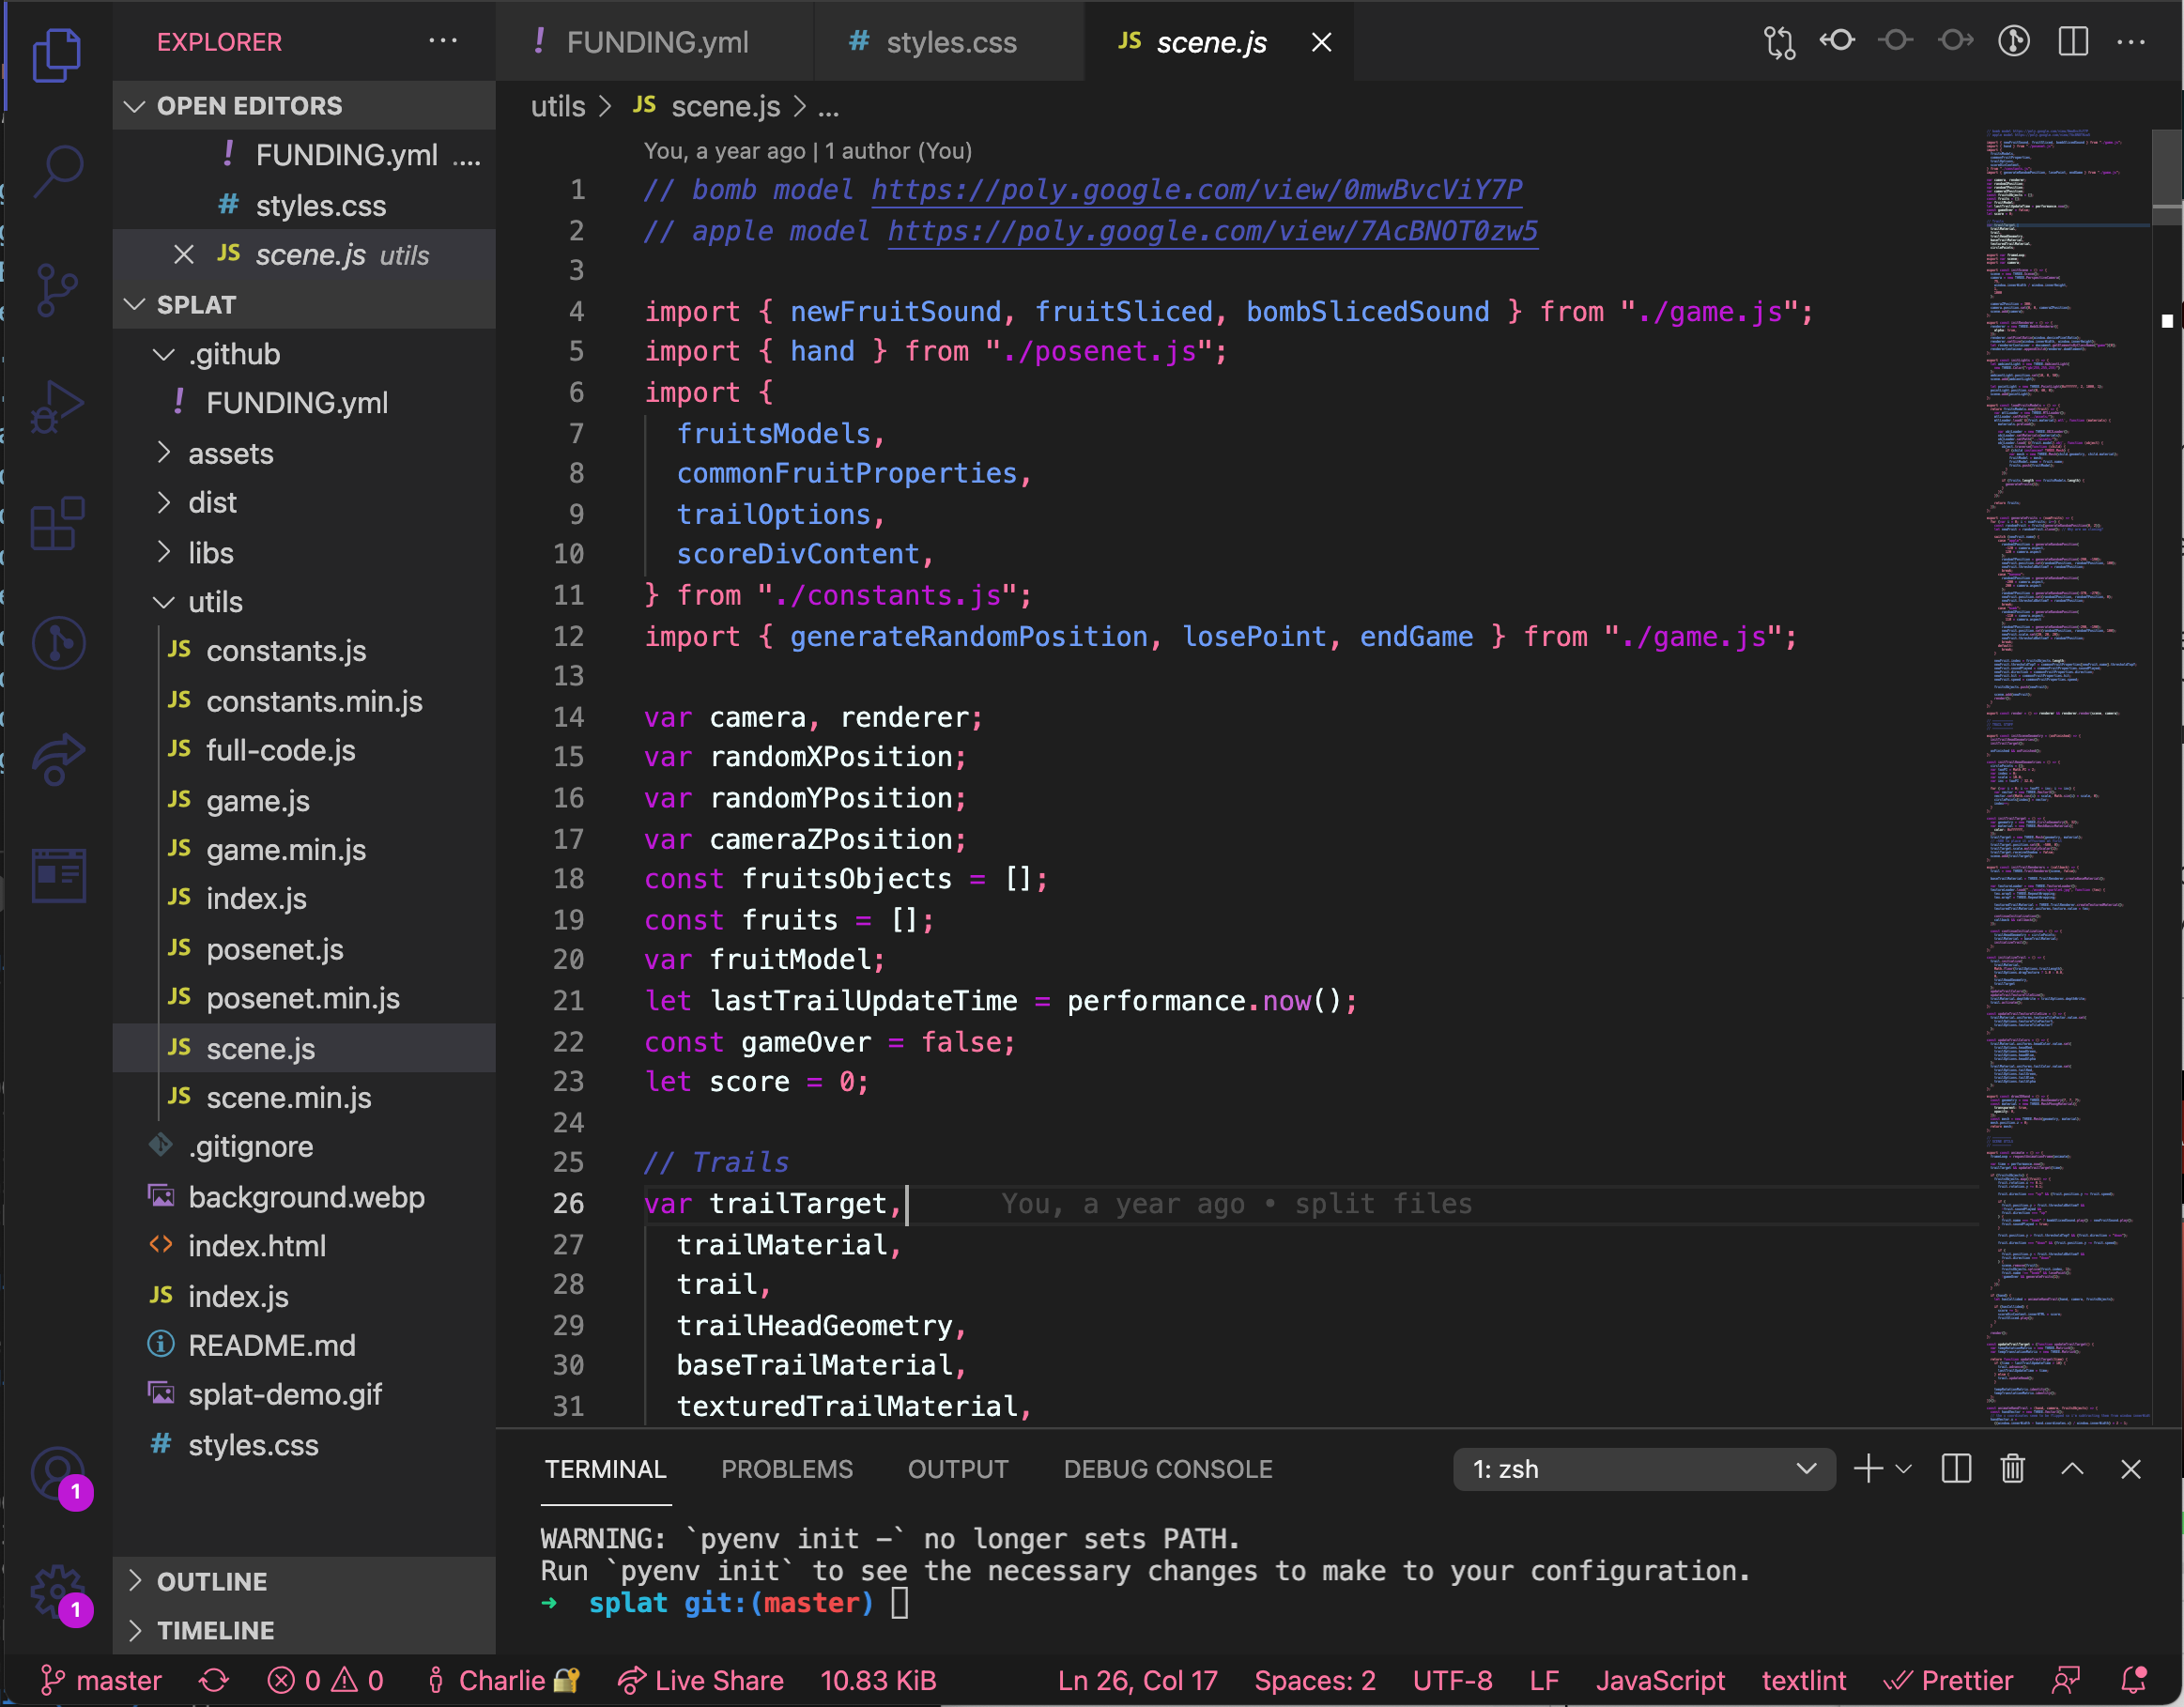 EXPLORER
OPEN EDITORS
! FUNDING.yml ....
# styles.css
JS scene.js utils
SPLAT
.github
! FUNDING.yml
assets
dist
libs
utils
JS constants.js
JS constants.min.js
JS full-code.js
JS game.js
JS game.min.js
JS index.js
JS posenet.js
JS posenet.min.js
JS scene.js
JS scene.min.js
.gitignore
background.webp
<> index.html
JS index.js
README.md
splat-demo.gif
# styles.css
OUTLINE
TIMELINE
1
1
! FUNDING.yml # styles.css JS scene.js
utils > JS scene.js > ...
You, a year ago | 1 author (You)
1 // bomb model https://poly.google.com/view/0mwBvcViY7P
2 // apple model https://poly.google.com/view/7AcBNOT0zw5
3
4 import { newFruitSound, fruitSliced, bombSlicedSound } from "./game.js";
5 import { hand } from "./posenet.js";
6 import {
7   fruitsModels,
8   commonFruitProperties,
9   trailOptions,
10   scoreDivContent,
11 } from "./constants.js";
12 import { generateRandomPosition, losePoint, endGame } from "./game.js";
13
14 var camera, renderer;
15 var randomXPosition;
16 var randomYPosition;
17 var cameraZPosition;
18 const fruitsObjects = [];
19 const fruits = [];
20 var fruitModel;
21 let lastTrailUpdateTime = performance.now();
22 const gameOver = false;
23 let score = 0;
24
25 // Trails
26 var trailTarget, You, a year ago • split files
27   trailMaterial,
28   trail,
29   trailHeadGeometry,
30   baseTrailMaterial,
31   texturedTrailMaterial,
TERMINAL PROBLEMS OUTPUT DEBUG CONSOLE 1: zsh
WARNING: `pyenv init -` no longer sets PATH.
Run `pyenv init` to see the necessary changes to make to your configuration.
➜ splat git:(master)
master 0 0 Charlie 🔐 Live Share 10.83 KiB Ln 26, Col 17 Spaces: 2 UTF-8 LF JavaScript textlint Prettier